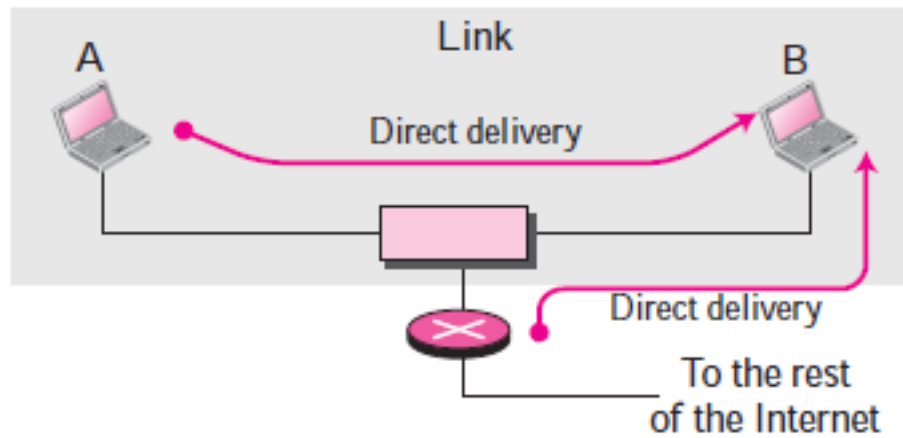 Link
A
B
Direct delivery
Direct delivery
To the rest
of the Internet